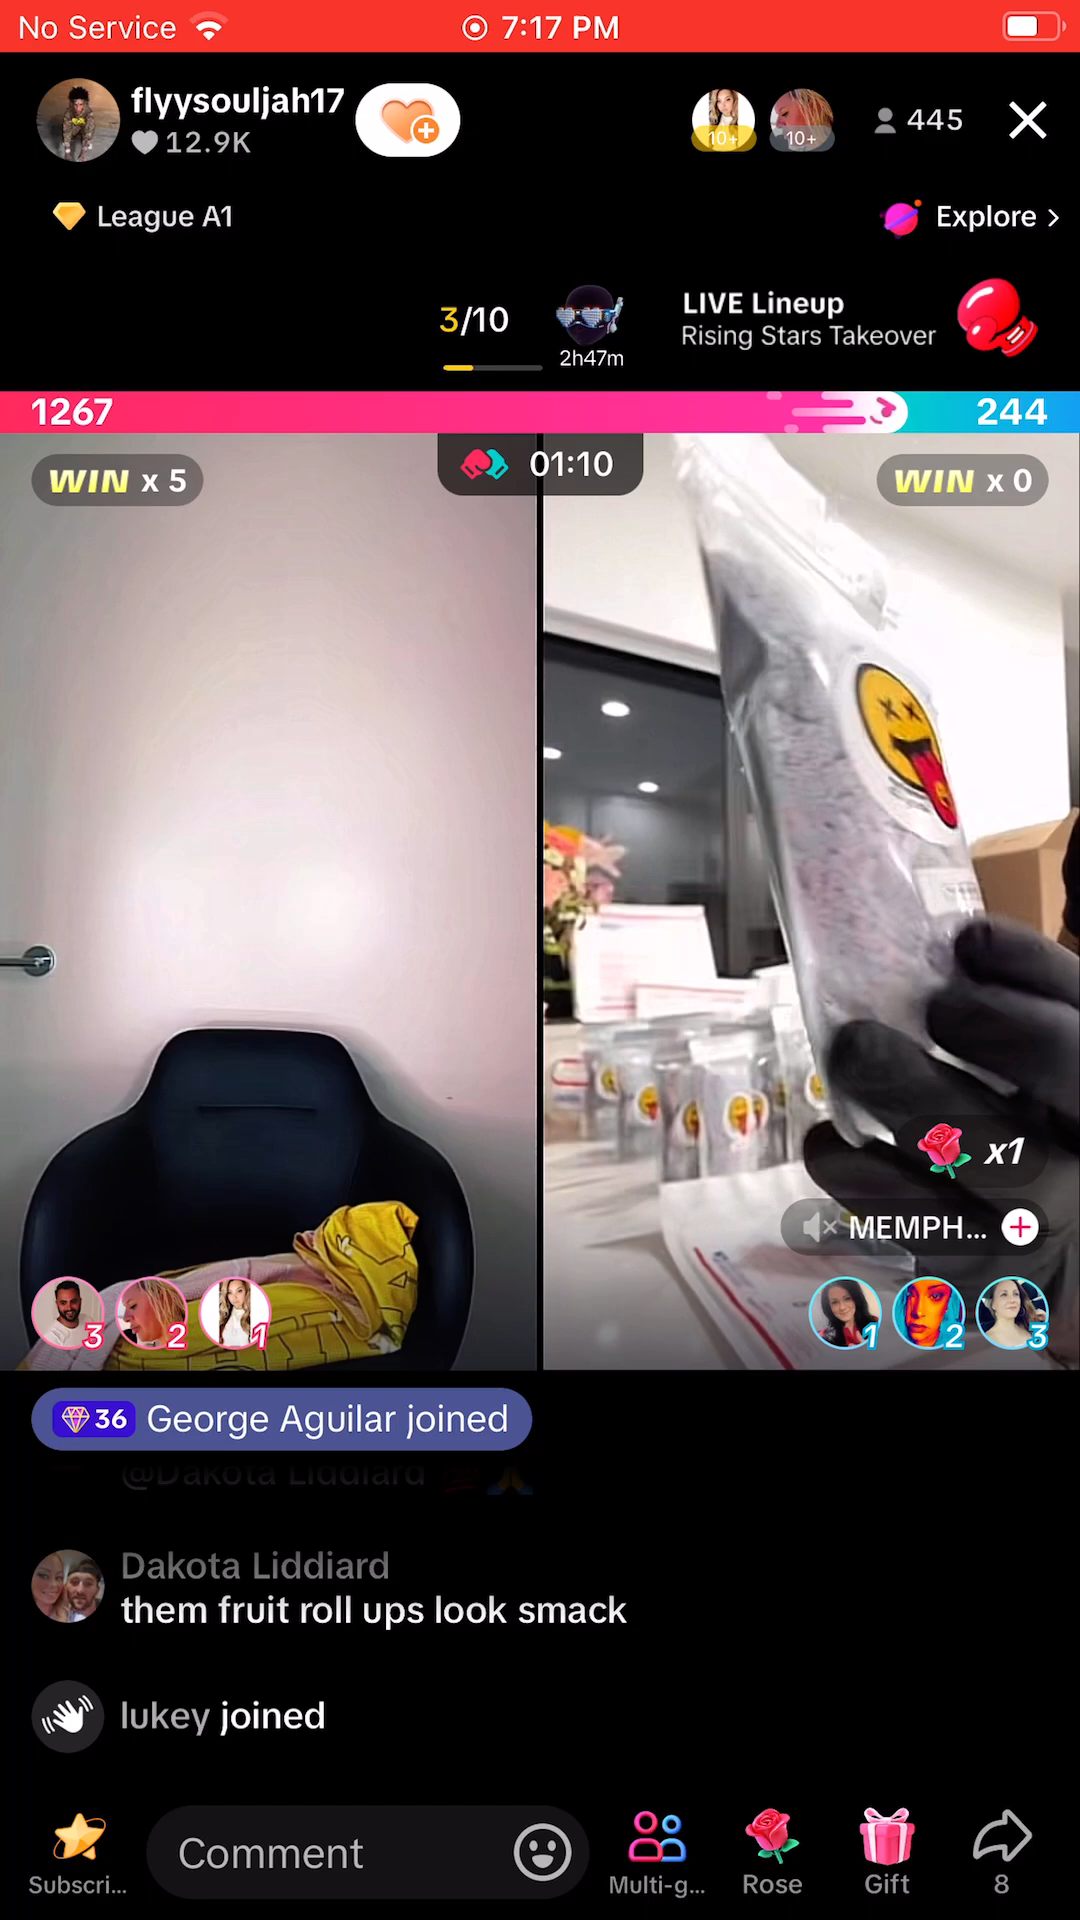 No Service
7:17 PM
flyysouljah17
12.9K
10+
10+
445
League A1
Explore >
3/10
2h47m
LIVE Lineup
Rising Stars Takeover
1267
244
WIN x 5
01:10
WIN x 0
x1
MEMPH...
3
2
1
1
2
3
36 George Aguilar joined
@Dakota Liddiard
Dakota Liddiard
them fruit roll ups look smack
lukey joined
Comment
Subscri...
Multi-g...
Rose
Gift
8